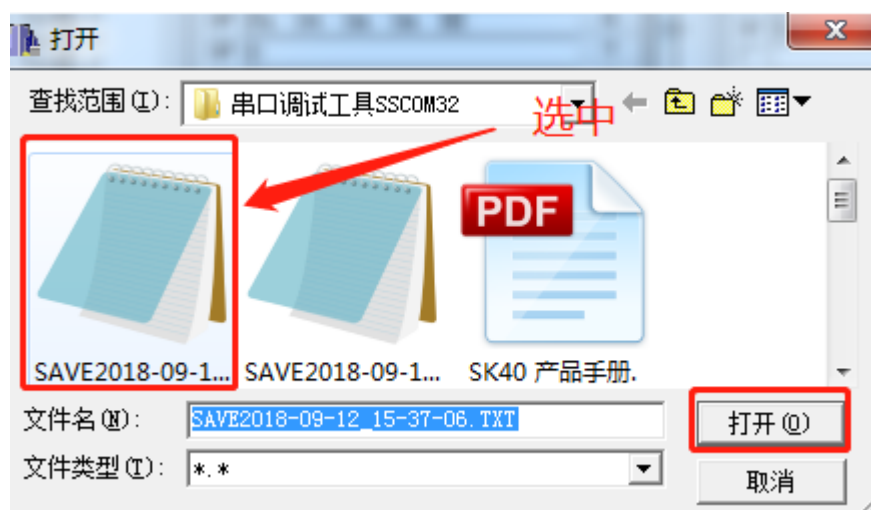 打开
查找范围(I): 串口调试工具SSCOM32
选中
PDF
SAVE2018-09-1... SAVE2018-09-1... SK40 产品手册.
文件名(N): SAVE2018-09-12_15-37-06.TXT 打开(O)
文件类型(T): *.* 取消